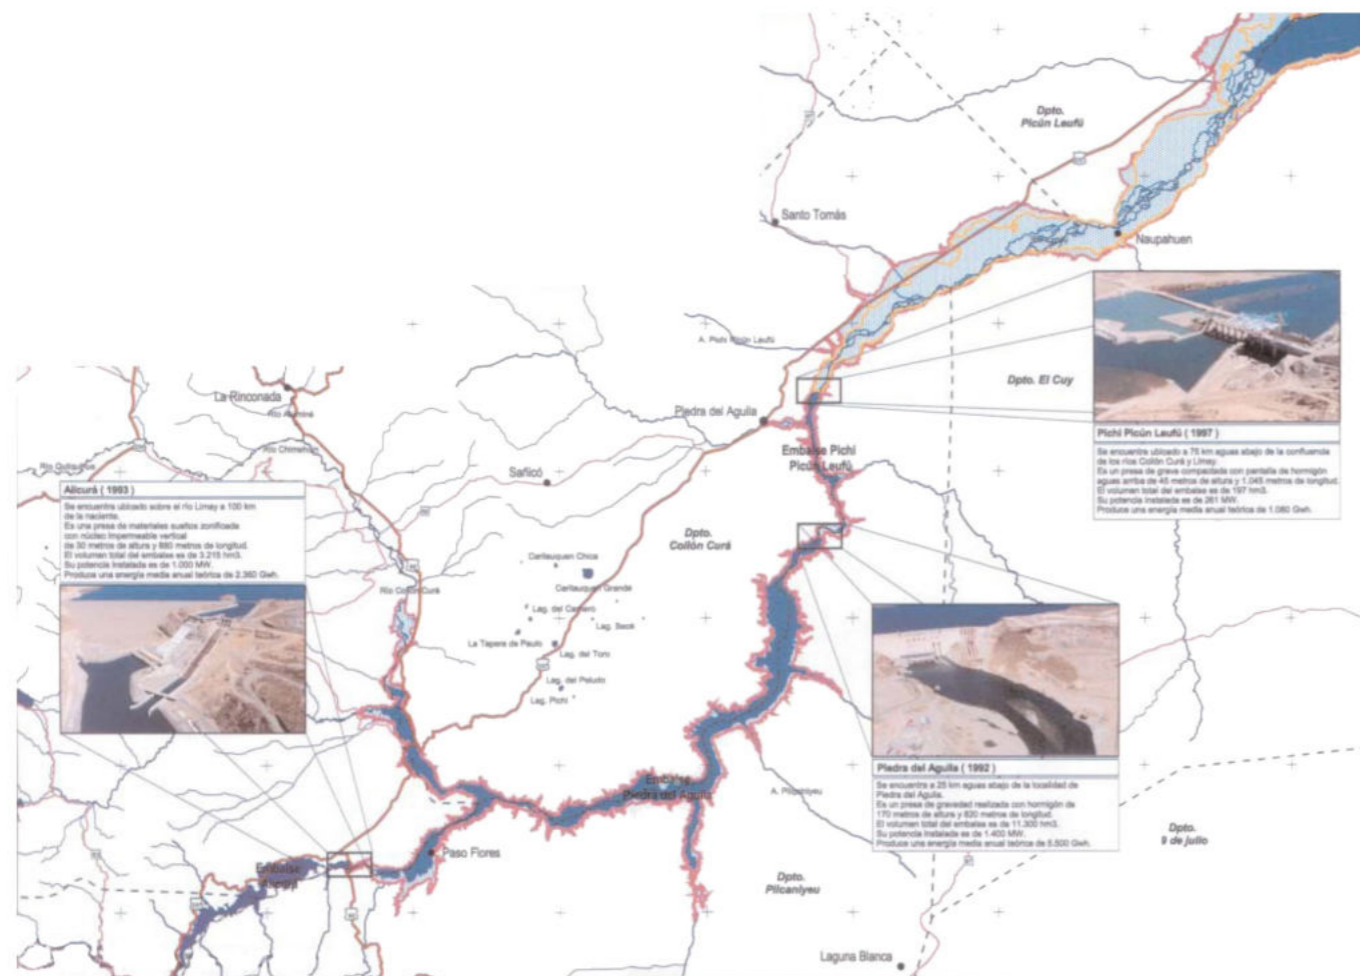 Dpto.
Picún Leufú
Santo Tomás
Naupahuen
A. Pichi Picún Leufú
Dpto. El Cuy
La Rinconada
Río Aluminé
Piedra del Aguila
Río Chimehuin
Embalse Pichi
Picún Leufú
Río Quilquihue
Sañicó
Pichi Picún Leufú ( 1997 )
Se encuentra ubicado a 75 km aguas abajo de la confluencia
de los ríos Collón Curá y Limay.
Es un presa de grava compactada con pantalla de hormigón
aguas arriba de 45 metros de altura y 1.045 metros de longitud.
El volumen total del embalse es de 197 hm3.
Su potencia instalada es de 261 MW.
Produce una energía media anual teórica de 1.080 Gwh.
Alicurá ( 1993 )
Se encuentra ubicado sobre el río Limay a 100 km
de la naciente.
Es una presa de materiales sueltos zonificada
con núcleo impermeable vertical
de 30 metros de altura y 880 metros de longitud.
El volumen total del embalse es de 3.215 hm3.
Su potencia instalada es de 1.000 MW.
Produce una energía media anual teórica de 2.360 Gwh.
Dpto.
Collón Curá
Carilauquen Chica
Carilauquen Grande
Río Collón Curá
Lag. del Carnero
Lag. Seca
La Tapera de Paulo
Lag. del Toro
Lag. del Peludo
Lag. Pichi
Piedra del Aguila ( 1992 )
Se encuentra a 25 km aguas abajo de la localidad de
Piedra del Aguila.
Es un presa de gravedad realizada con hormigón de
170 metros de altura y 820 metros de longitud.
El volumen total del embalse es de 11.300 hm3.
Su potencia instalada es de 1.400 MW.
Produce una energía media anual teórica de 5.500 Gwh.
Embalse
Piedra del Aguila
A. Pilcaniyeu
Dpto.
9 de julio
Paso Flores
Embalse
Alicurá
Dpto.
Pilcaniyeu
Laguna Blanca